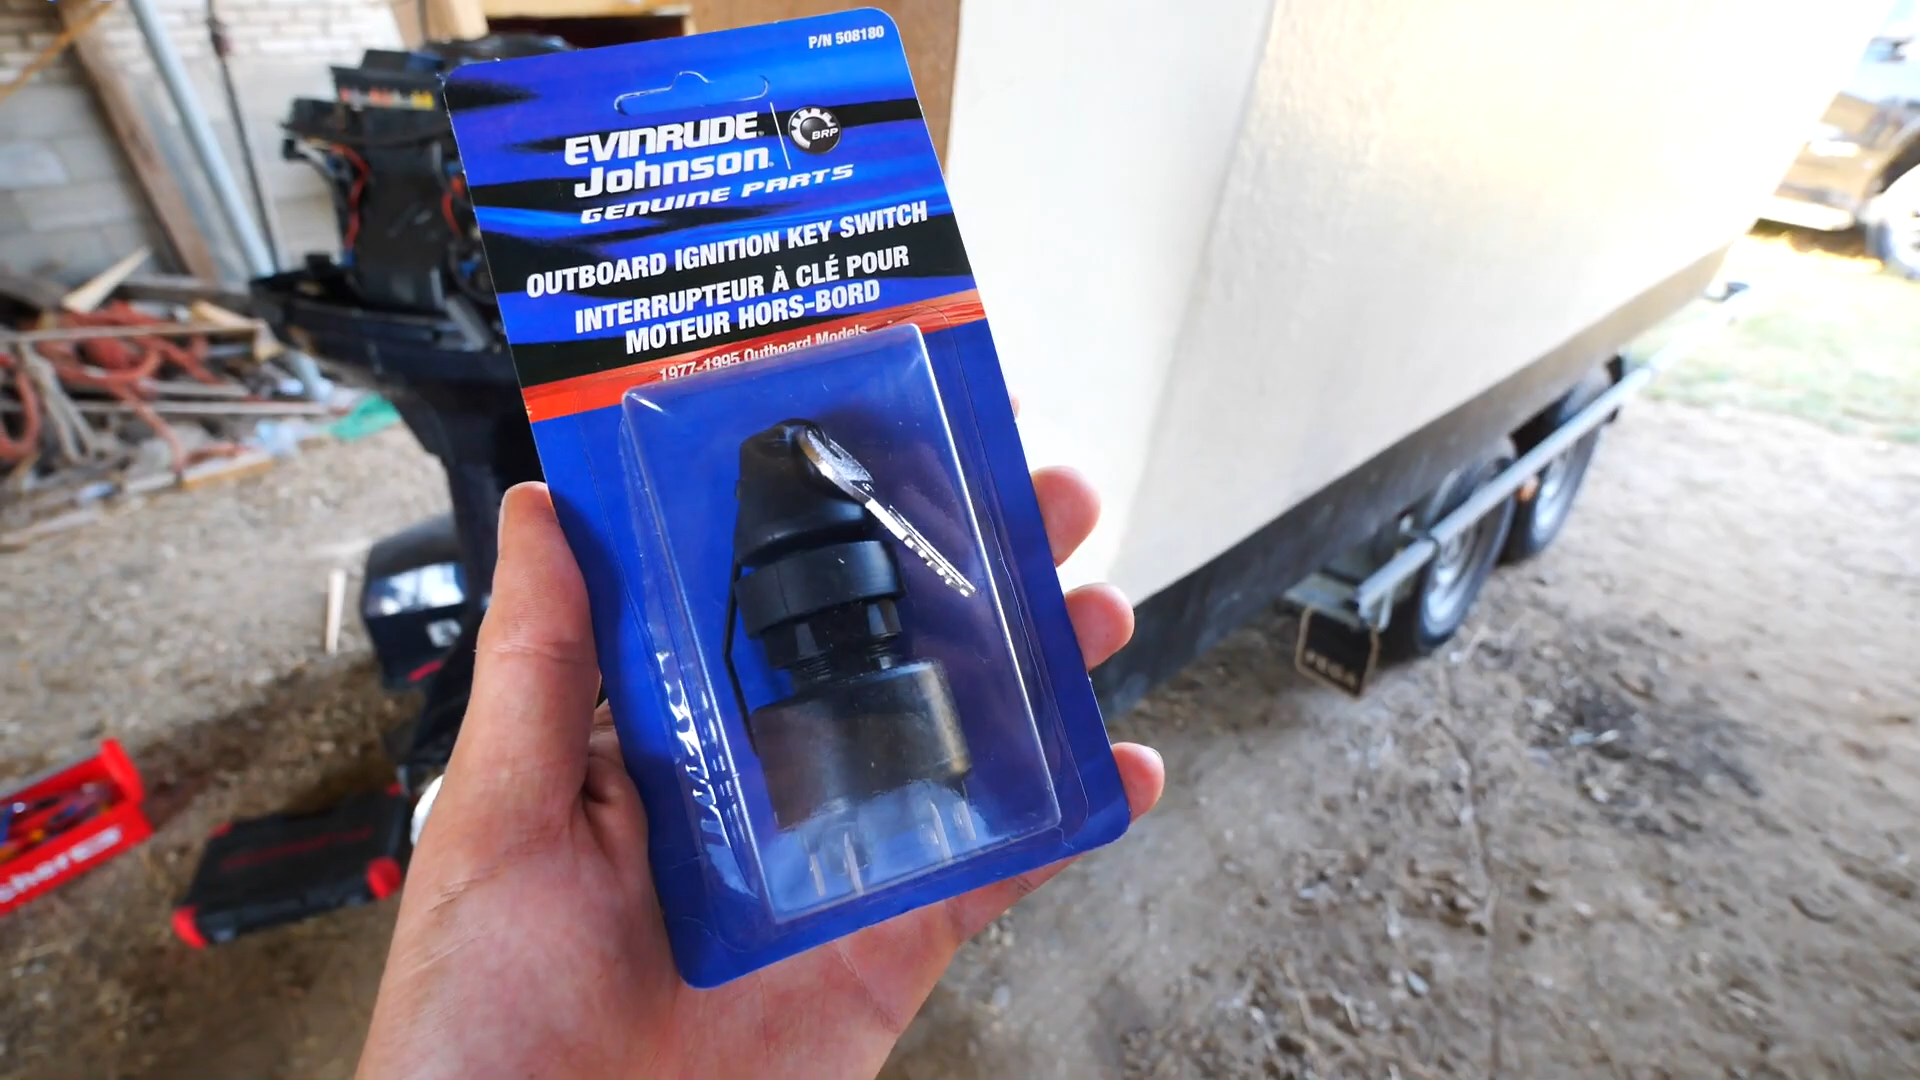 P/N 508180
EVINRUDE
Johnson
BRP
GENUINE PARTS
OUTBOARD IGNITION KEY SWITCH
INTERRUPTEUR À CLÉ POUR
MOTEUR HORS-BORD
1977-1995 Outboard Models